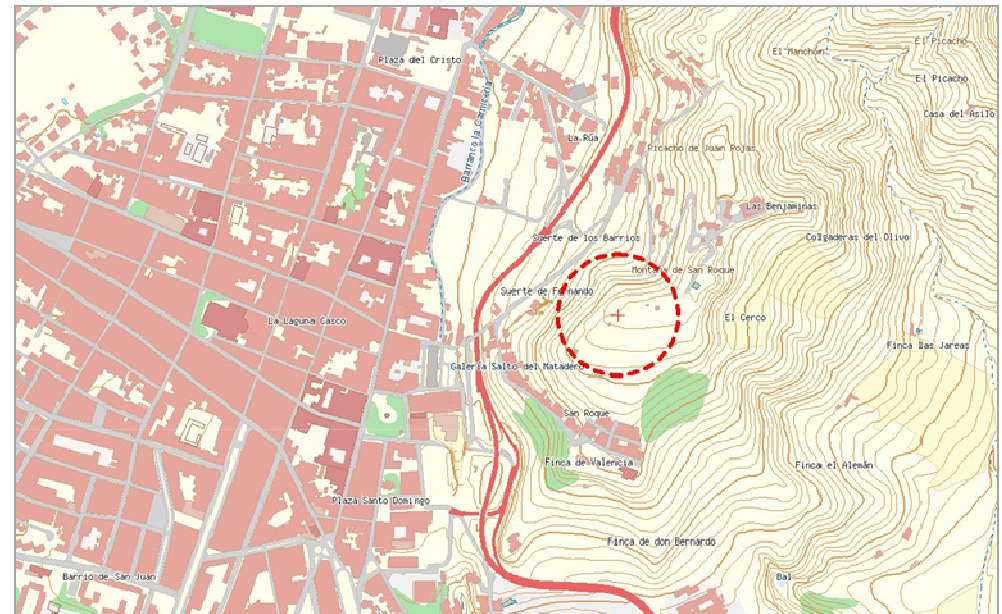 El Picacho
El Manchón
Plaza del Cristo
El Picacho
Casa del Asilo
Barranco la Carnicería
La Rúa
Picacho de Juan Rojas
Las Benjaminas
Suerte de los Barrios
Colgaderas del Olivo
Montaña de San Roque
Suerte de Fernando
La Laguna Casco
El Cerco
Finca las Jareas
Galería Salto del Matadero
San Roque
Finca de Valencia
Finca el Alemán
Plaza Santo Domingo
Finca de don Bernardo
Barrio de San Juan
Bal